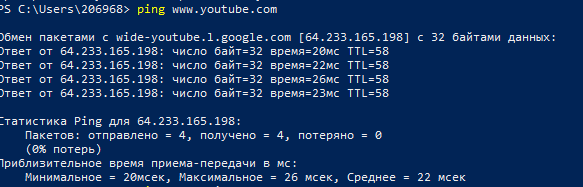 PS C:\Users\206968> ping www.youtube.com
Обмен пакетами с wide-youtube.l.google.com [64.233.165.198] с 32 байтами данных:
Ответ от 64.233.165.198: число байт=32 время=20мс TTL=58
Ответ от 64.233.165.198: число байт=32 время=22мс TTL=58
Ответ от 64.233.165.198: число байт=32 время=26мс TTL=58
Ответ от 64.233.165.198: число байт=32 время=23мс TTL=58
Статистика Ping для 64.233.165.198:
Пакетов: отправлено = 4, получено = 4, потеряно = 0
(0% потерь)
Приблизительное время приема-передачи в мс:
Минимальное = 20мсек, Максимальное = 26 мсек, Среднее = 22 мсек